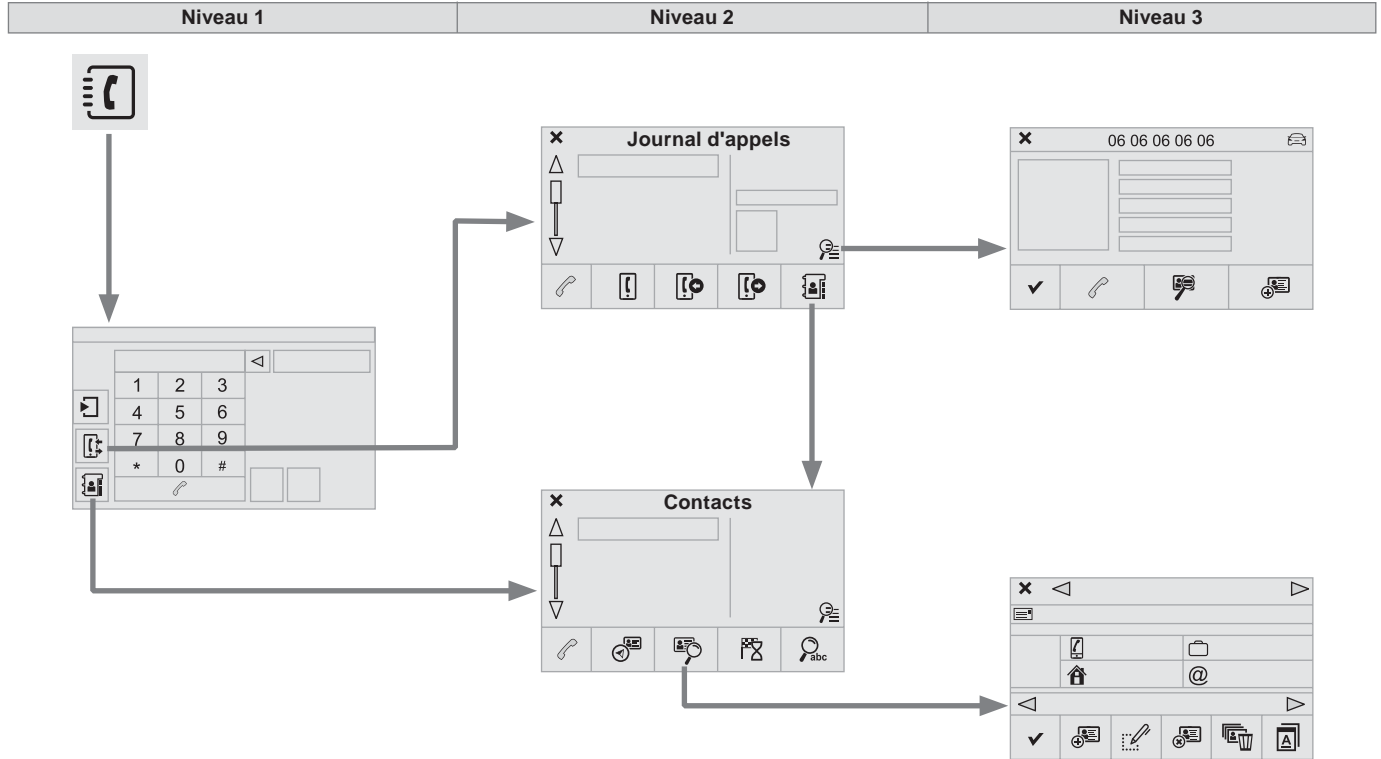 Niveau 1 Niveau 2 Niveau 3
Journal d'appels
06 06 06 06 06
1 2 3
4 5 6
7 8 9
* 0 #
Contacts
abc
@
A